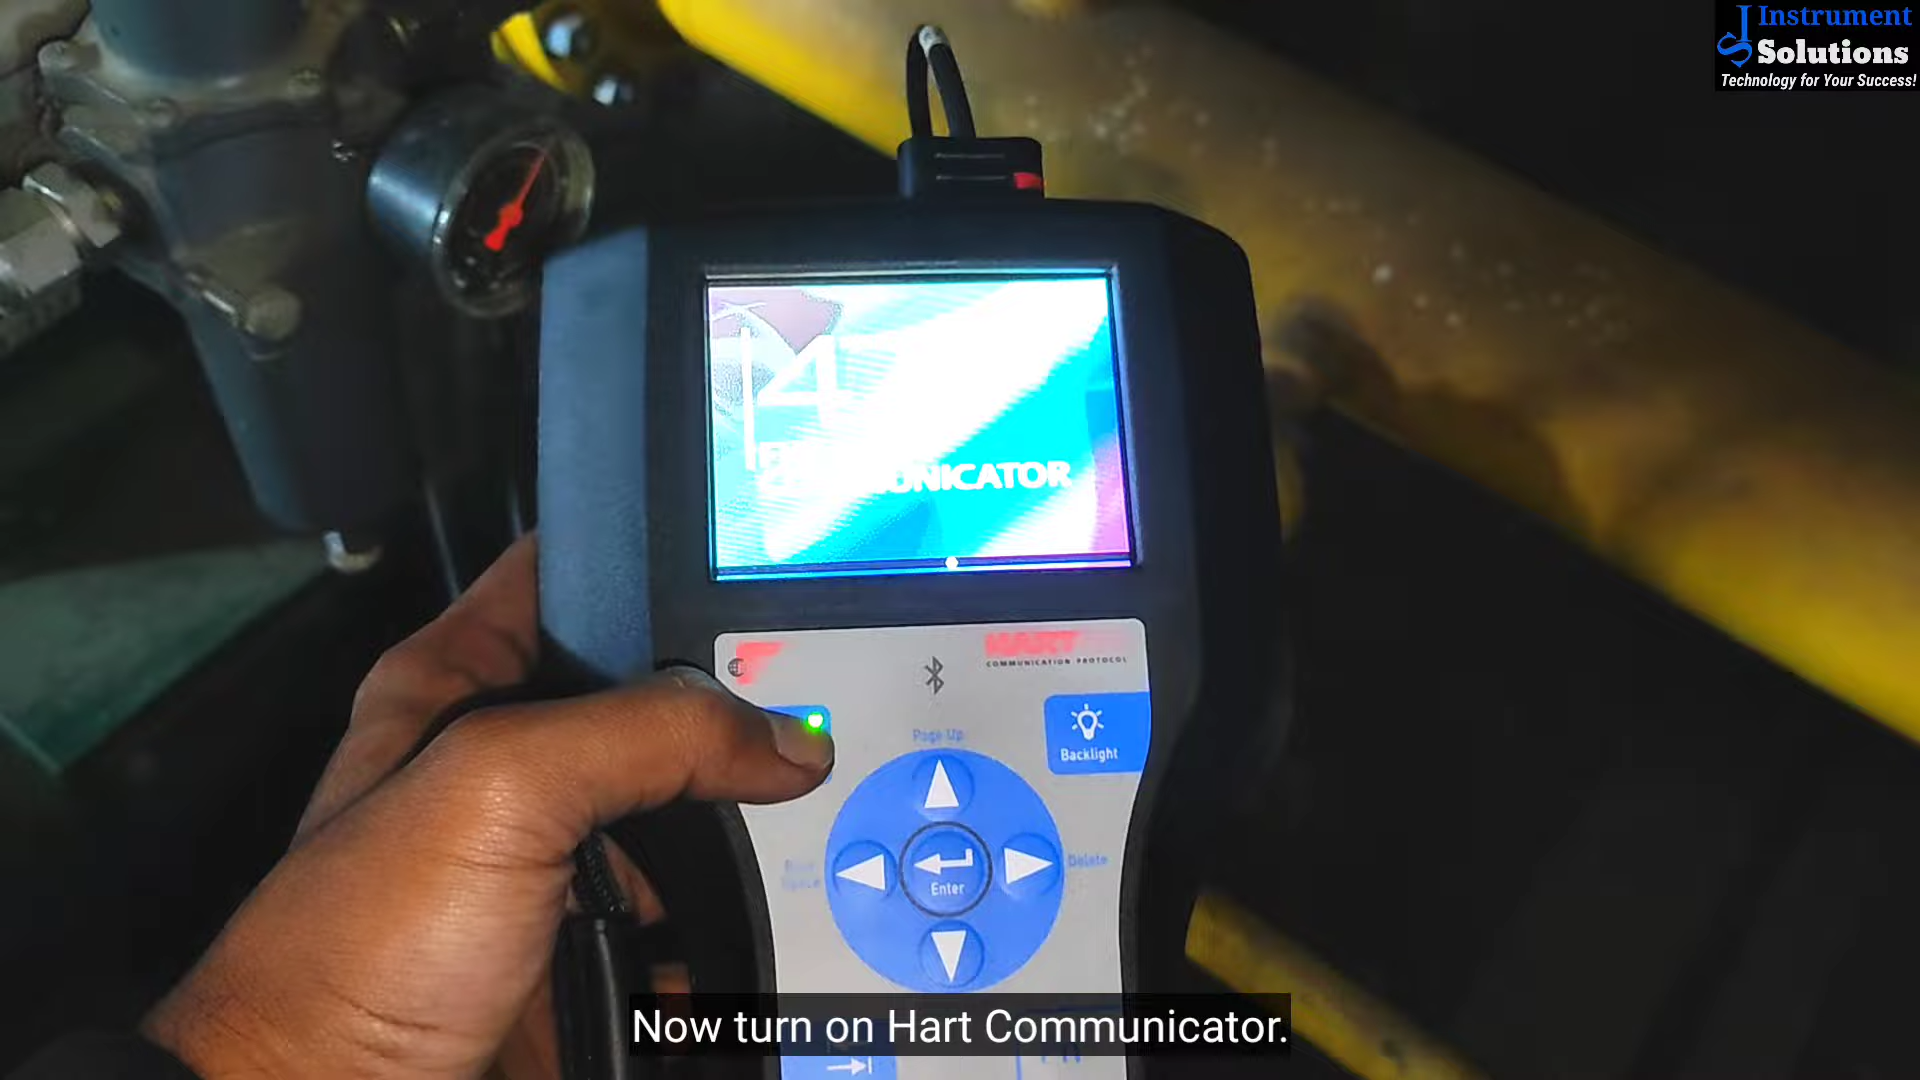 Instrument
Solutions
Technology for Your Success!
COMMUNICATOR
HART
COMMUNICATION PROTOCOL
Backlight
Page Up
Enter
Delete
Now turn on Hart Communicator.